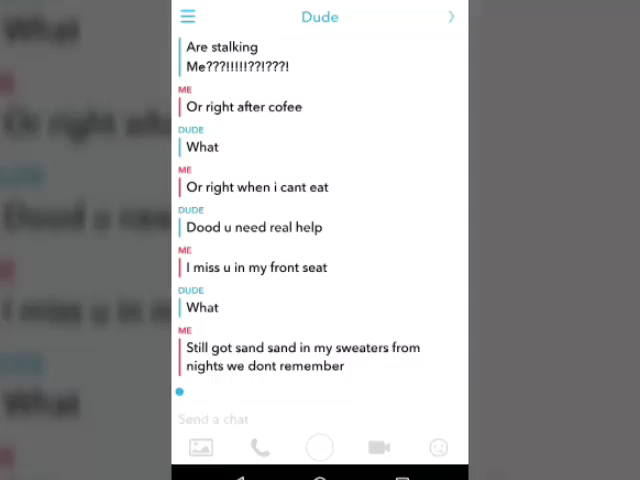 Dude
Are stalking
Me???!!!!!??!???!
ME
Or right after cofee
DUDE
What
ME
Or right when i cant eat
DUDE
Dood u need real help
ME
I miss u in my front seat
DUDE
What
ME
Still got sand sand in my sweaters from
nights we dont remember
Send a chat